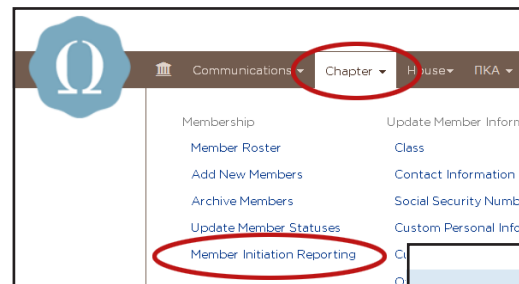 Ω
Communications Chapter House ΠΚΑ
Membership Update Member Inform
Member Roster Class
Add New Members Contact Information
Archive Members Social Security Numb
Update Member Statuses Custom Personal Info
Member Initiation Reporting